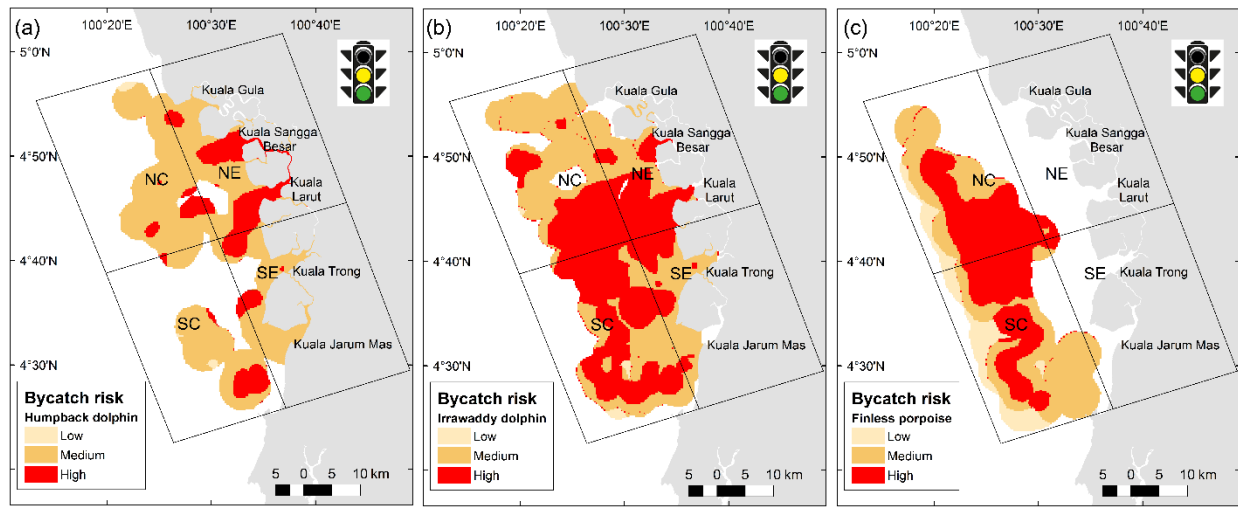 (a)
100°20'E 100°30'E 100°40'E
5°0'N
4°50'N
4°40'N
4°30'N
Kuala Gula
Kuala Sangga
Besar
NC
NE
Kuala
Larut
SE
Kuala Trong
SC
Kuala Jarum Mas
Bycatch risk
Humpback dolphin
Low
Medium
High
5 0 5 10 km
(b)
100°20'E 100°30'E 100°40'E
5°0'N
4°50'N
4°40'N
4°30'N
Kuala Gula
Kuala Sangga
Besar
NC
NE
Kuala
Larut
SE
Kuala Trong
SC
Kuala Jarum Mas
Bycatch risk
Irrawaddy dolphin
Low
Medium
High
5 0 5 10 km
(c)
100°20'E 100°30'E 100°40'E
5°0'N
4°50'N
4°40'N
4°30'N
Kuala Gula
Kuala Sangga
Besar
NC
NE
Kuala
Larut
SE
Kuala Trong
SC
Kuala Jarum Mas
Bycatch risk
Finless porpoise
Low
Medium
High
5 0 5 10 km